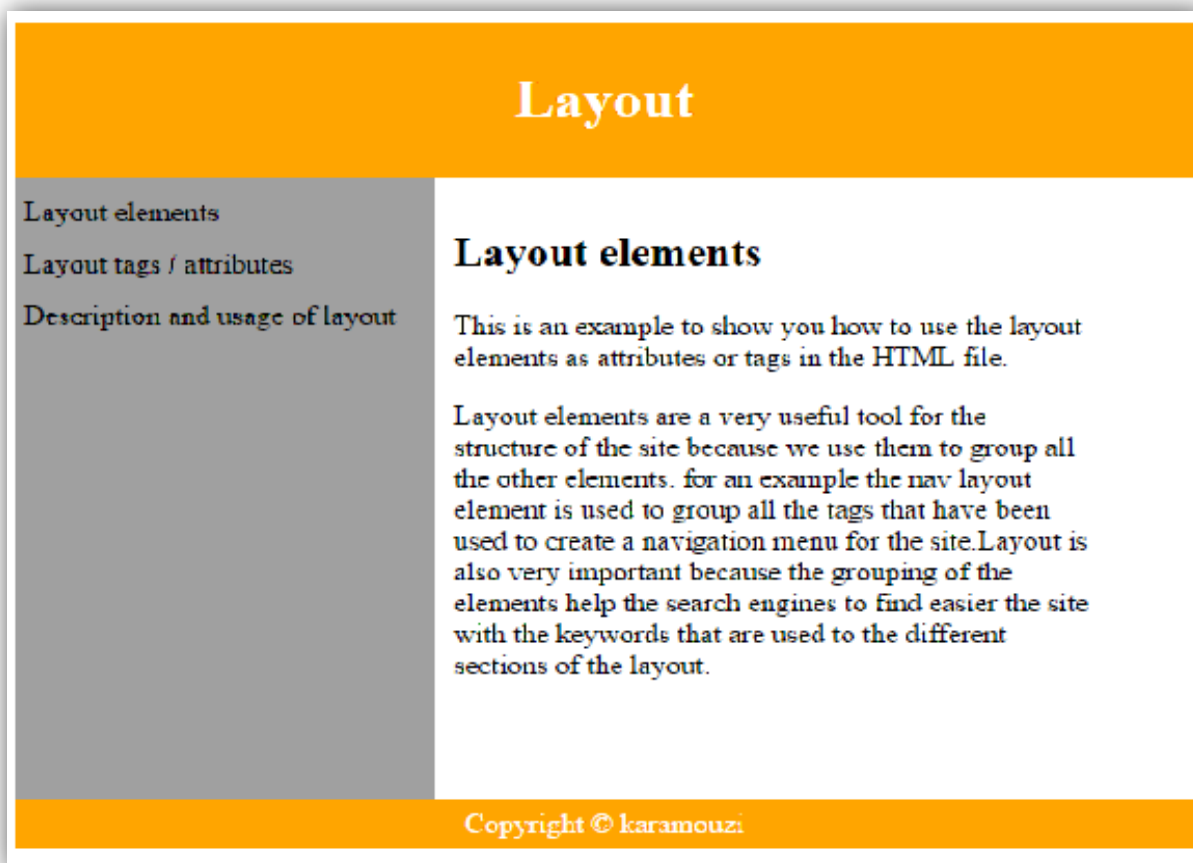 Layout
Layout elements
Layout tags / attributes
Description and usage of layout
Layout elements
This is an example to show you how to use the layout
elements as attributes or tags in the HTML file.
Layout elements are a very useful tool for the
structure of the site because we use them to group all
the other elements. for an example the nav layout
element is used to group all the tags that have been
used to create a navigation menu for the site.Layout is
also very important because the grouping of the
elements help the search engines to find easier the site
with the keywords that are used to the different
sections of the layout.
Copyright © karamouzi